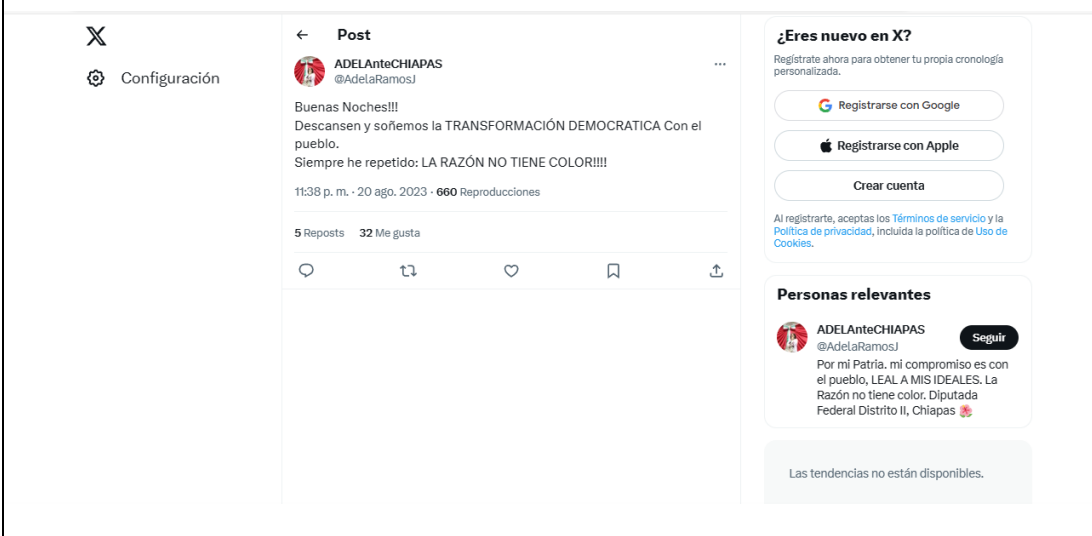 Configuración
Post
ADELAnteCHIAPAS
@AdelaRamosJ
Buenas Noches!!!
Descansen y soñemos la TRANSFORMACIÓN DEMOCRATICA Con el
pueblo.
Siempre he repetido: LA RAZÓN NO TIENE COLOR!!!!
11:38 p. m. · 20 ago. 2023 · 660 Reproducciones
5 Reposts 32 Me gusta
¿Eres nuevo en X?
Regístrate ahora para obtener tu propia cronología
personalizada.
Registrarse con Google
Registrarse con Apple
Crear cuenta
Al registrarte, aceptas los Términos de servicio y la
Política de privacidad, incluida la política de Uso de
Cookies.
Personas relevantes
ADELAnteCHIAPAS
@AdelaRamosJ
Seguir
Por mi Patria. mi compromiso es con
el pueblo, LEAL A MIS IDEALES. La
Razón no tiene color. Diputada
Federal Distrito II, Chiapas 🌺
Las tendencias no están disponibles.